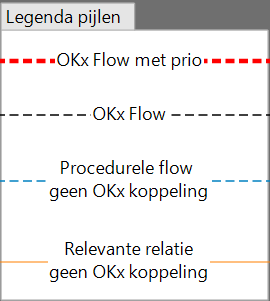 Legenda pijlen
OKx Flow met prio
OKx Flow
Procedurele flow
geen OKx koppeling
Relevante relatie
geen OKx koppeling